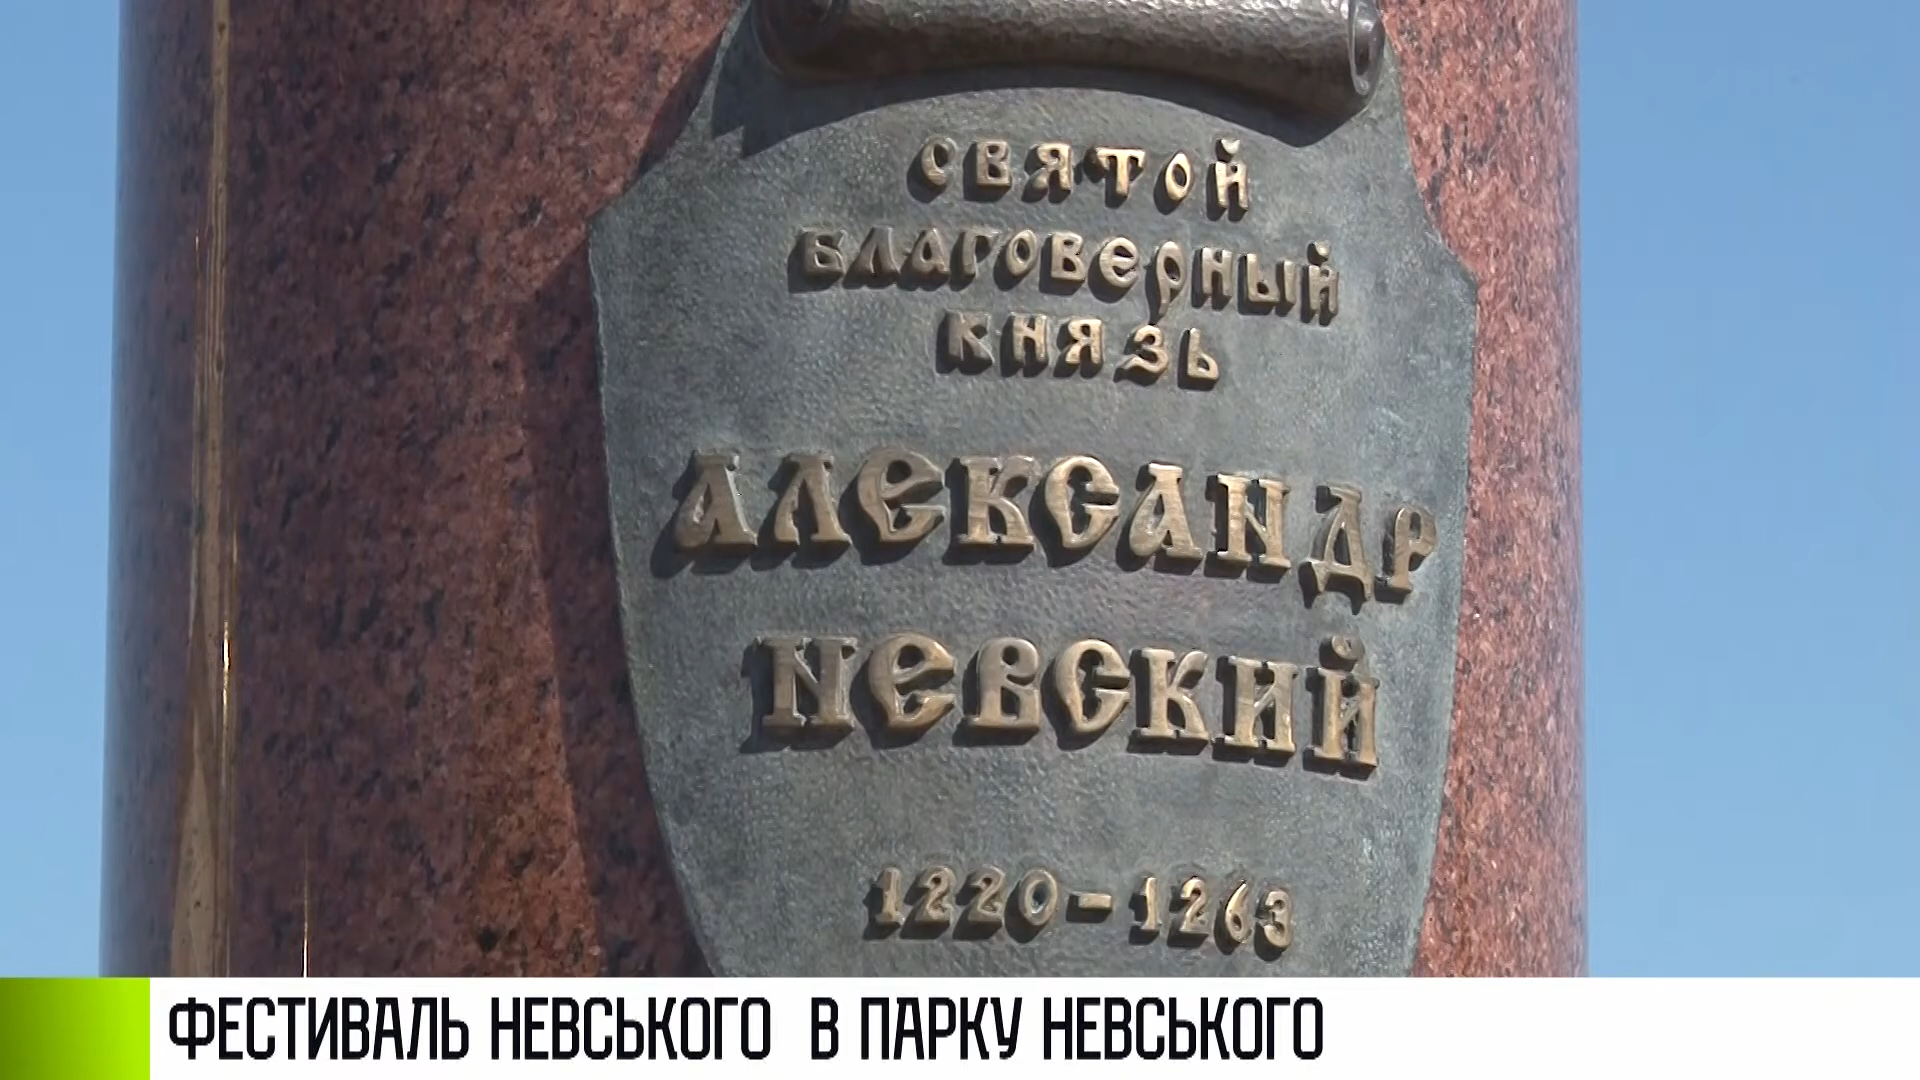 СВЯТОЙ
БЛАГОВЕРНЫЙ
КНЯЗЬ
АЛЕКСАНДР
НЕВСКИЙ
1220-1263
ФЕСТИВАЛЬ НЕВСЬКОГО В ПАРКУ НЕВСЬКОГО